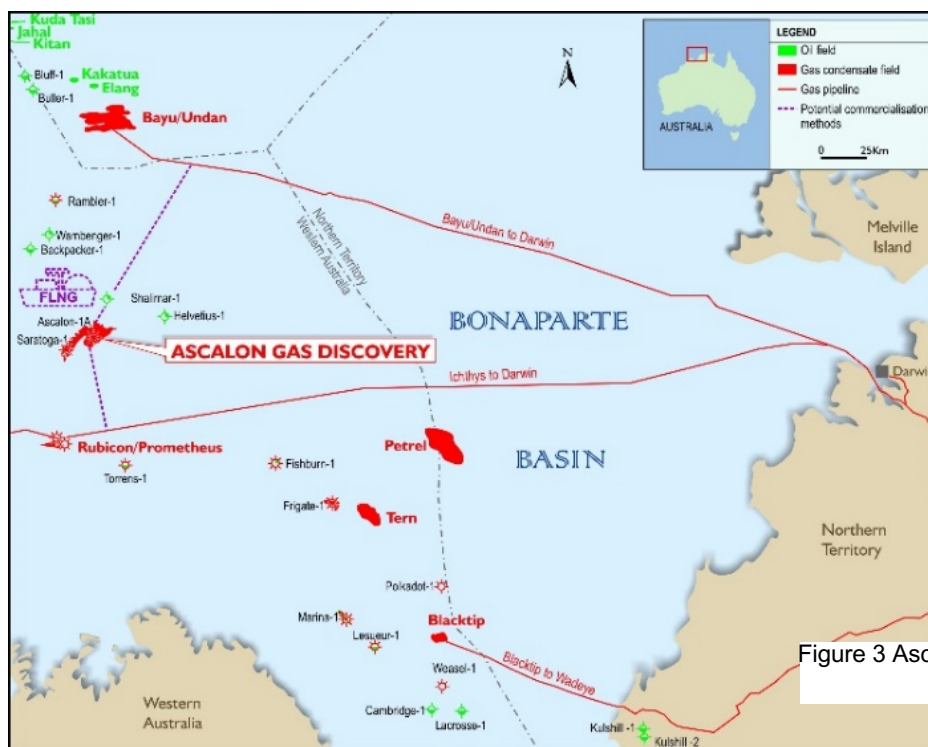 Kuda Tasi
Jahal
Kitan
Bluff-1
Kakatua
Elang
Buller-1
Bayu/Undan
N
AUSTRALIA
LEGEND
Oil field
Gas condensate field
Gas pipeline
Potential commercialisation
methods
0 25Km
Rambler-1
Wambenger-1
Backpacker-1
FLNG
Shalimar-1
Helvetius-1
Ascalon-1A
Saratoga-1
ASCALON GAS DISCOVERY
Northern Territory
Western Australia
Bayu/Undan to Darwin
Melville
Island
BONAPARTE
Ichthys to Darwin
Darwi
Rubicon/Prometheus
Torrens-1
Fishburn-1
Petrel
BASIN
Frigate-1
Tern
Northern
Territory
Polkadot-1
Marina-1
Lesueur-1
Blacktip
Blacktip to Wadeye
Weasel-1
Cambridge-1
Lacrosse-1
Western
Australia
Kulshill -1
Kulshill -2
Figure 3 Asc